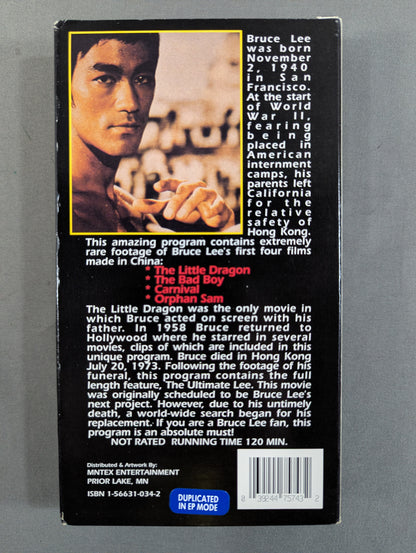 Bruce Lee
was born
November
2, 1940
in San
Francisco.
At the start
of World
War II,
fearing
being
placed in
American
internment
camps, his
parents left
California
for the
relative
safety of
Hong Kong.
This amazing program contains extremely
rare footage of Bruce Lee's first four films
made in China:
* The Little Dragon
* The Bad Boy
* Carnival
* Orphan Sam
The Little Dragon was the only movie in
which Bruce acted on screen with his
father. In 1958 Bruce returned to
Hollywood where he starred in several
movies, clips of which are included in this
unique program. Bruce died in Hong Kong
July 20, 1973. Following the footage of his
funeral, this program contains the full
length feature, The Ultimate Lee. This movie
was originally scheduled to be Bruce Lee's
next project. However, due to his untimely
death, a world-wide search began for his
replacement. If you are a Bruce Lee fan, this
program is an absolute must!
NOT RATED RUNNING TIME 120 MIN.
Distributed & Artwork By:
MNTEX ENTERTAINMENT
PRIOR LAKE, MN
ISBN 1-56631-034-2
DUPLICATED
IN EP MODE
0 39244 75743 2